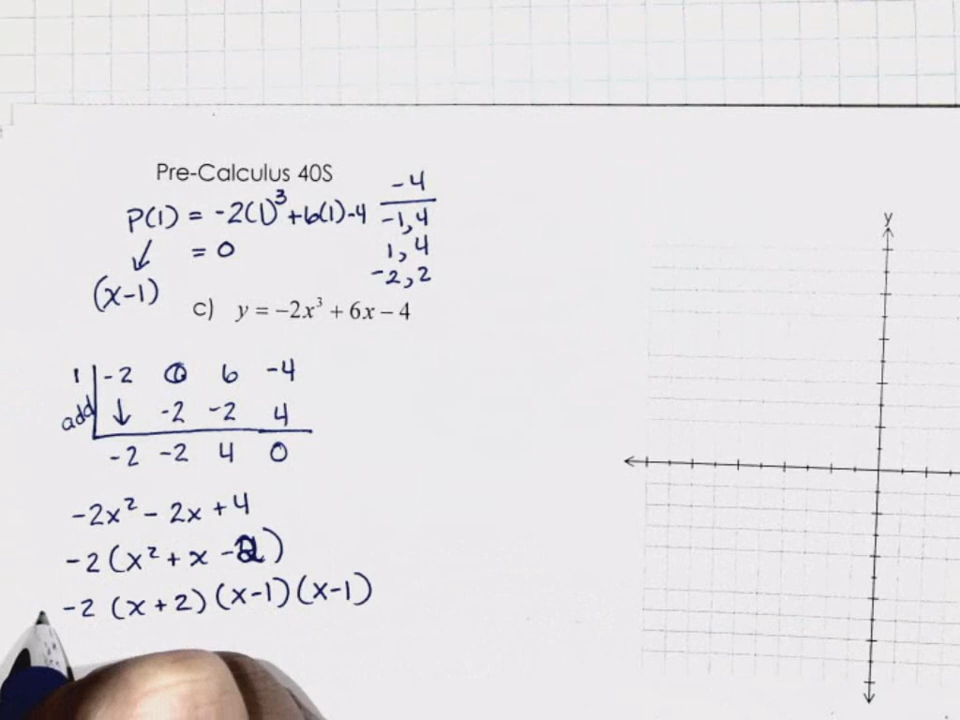 Pre-Calculus 40S
P(1) = -2(1)³ + 6(1) - 4
= 0
(x-1)
-4
-1, 4
1, 4
-2, 2
c) y = -2x³ + 6x - 4
1 -2 0 6 -4
add ↓ -2 -2 4
-2 -2 4 0
-2x² - 2x + 4
-2(x² + x - 2)
-2 (x+2)(x-1)(x-1)
y